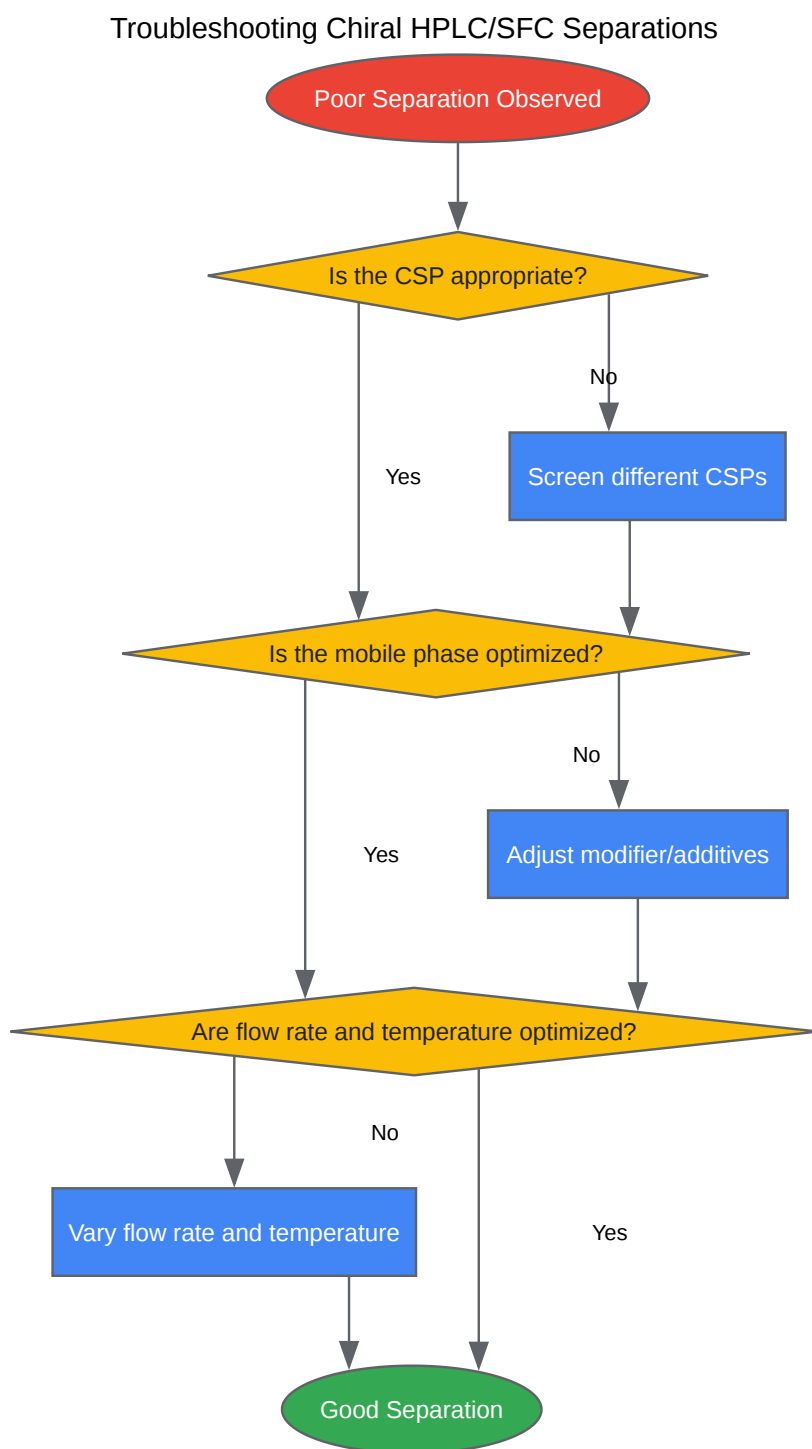 Troubleshooting Chiral HPLC/SFC Separations
Poor Separation Observed
Is the CSP appropriate?
No
Screen different CSPs
Yes
Is the mobile phase optimized?
No
Adjust modifier/additives
Yes
Are flow rate and temperature optimized?
No
Vary flow rate and temperature
Yes
Good Separation